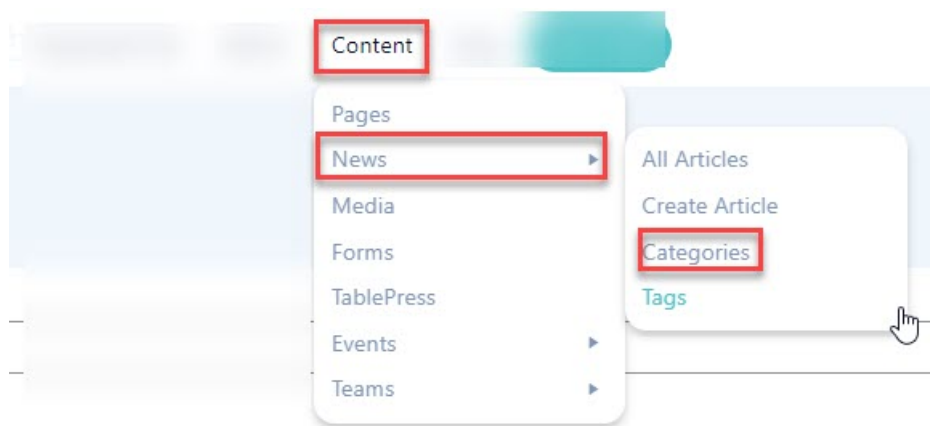 Content
Pages
News
Media
Forms
TablePress
Events
Teams
All Articles
Create Article
Categories
Tags